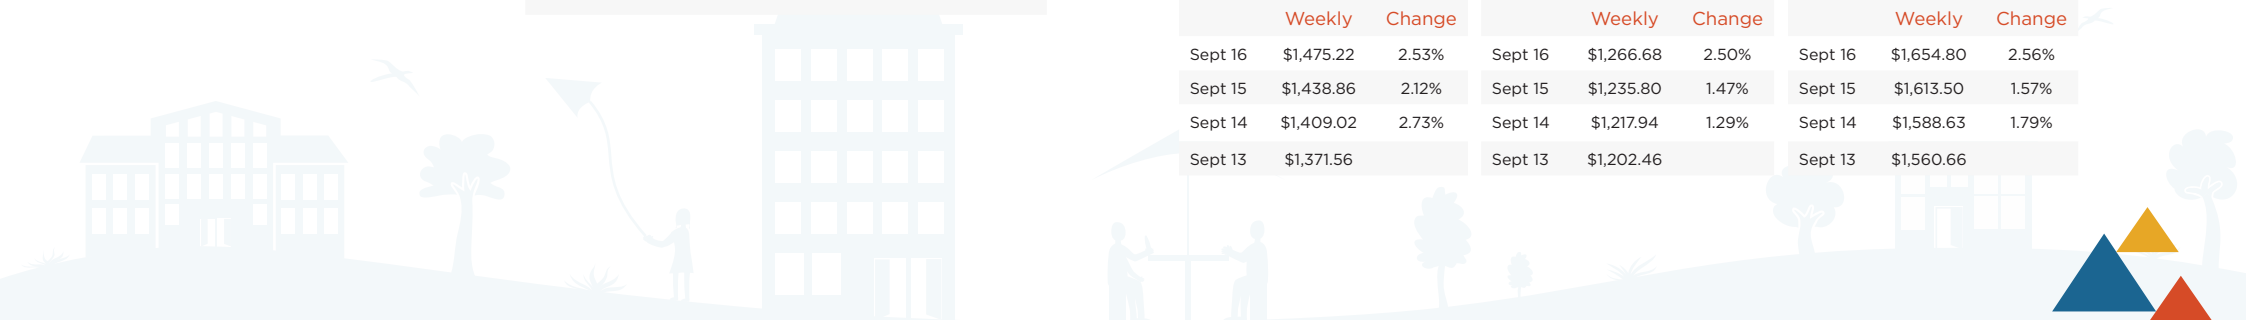 Weekly Change Weekly Change Weekly Change
Sept 16 $1,475.22 2.53% Sept 16 $1,266.68 2.50% Sept 16 $1,654.80 2.56%
Sept 15 $1,438.86 2.12% Sept 15 $1,235.80 1.47% Sept 15 $1,613.50 1.57%
Sept 14 $1,409.02 2.73% Sept 14 $1,217.94 1.29% Sept 14 $1,588.63 1.79%
Sept 13 $1,371.56 Sept 13 $1,202.46 Sept 13 $1,560.66